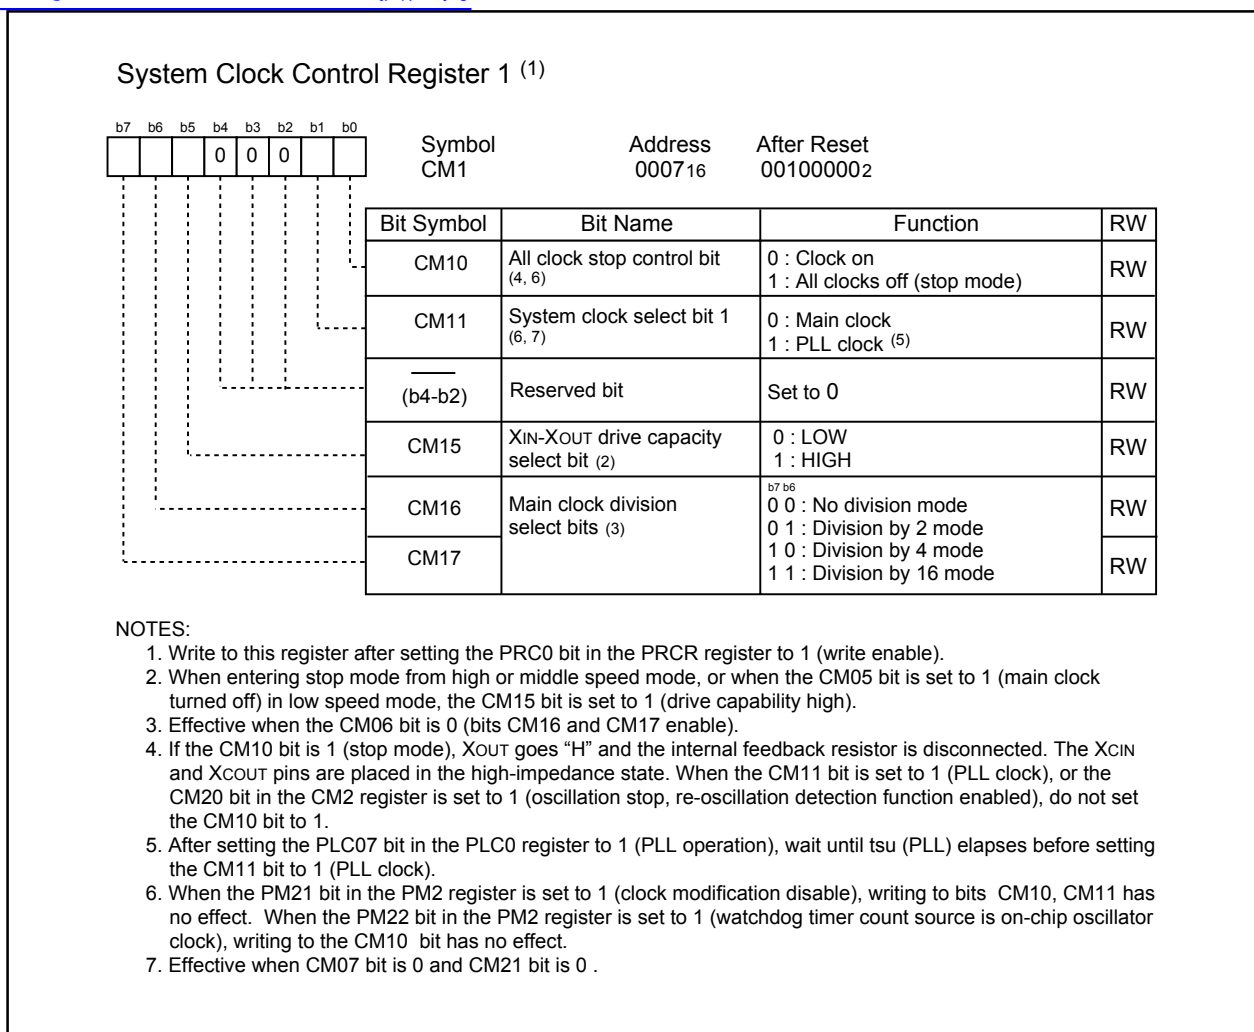 System Clock Control Register 1 (1)
b7 b6 b5 b4 b3 b2 b1 b0
0 0 0
Symbol Address After Reset
CM1 000716 001000002
Bit Symbol Bit Name Function RW
CM10 All clock stop control bit (4, 6) 0 : Clock on RW
1 : All clocks off (stop mode)
CM11 System clock select bit 1 (6, 7) 0 : Main clock RW
1 : PLL clock (5)
(b4-b2) Reserved bit Set to 0 RW
CM15 XIN-XOUT drive capacity 0 : LOW RW
select bit (2) 1 : HIGH
b7 b6
CM16 Main clock division 0 0 : No division mode RW
select bits (3) 0 1 : Division by 2 mode
CM17 1 0 : Division by 4 mode RW
1 1 : Division by 16 mode
NOTES:
1. Write to this register after setting the PRC0 bit in the PRCR register to 1 (write enable).
2. When entering stop mode from high or middle speed mode, or when the CM05 bit is set to 1 (main clock
turned off) in low speed mode, the CM15 bit is set to 1 (drive capability high).
3. Effective when the CM06 bit is 0 (bits CM16 and CM17 enable).
4. If the CM10 bit is 1 (stop mode), XOUT goes “H” and the internal feedback resistor is disconnected. The XCIN
and XCOUT pins are placed in the high-impedance state. When the CM11 bit is set to 1 (PLL clock), or the
CM20 bit in the CM2 register is set to 1 (oscillation stop, re-oscillation detection function enabled), do not set
the CM10 bit to 1.
5. After setting the PLC07 bit in the PLC0 register to 1 (PLL operation), wait until tsu (PLL) elapses before setting
the CM11 bit to 1 (PLL clock).
6. When the PM21 bit in the PM2 register is set to 1 (clock modification disable), writing to bits CM10, CM11 has
no effect. When the PM22 bit in the PM2 register is set to 1 (watchdog timer count source is on-chip oscillator
clock), writing to the CM10 bit has no effect.
7. Effective when CM07 bit is 0 and CM21 bit is 0 .